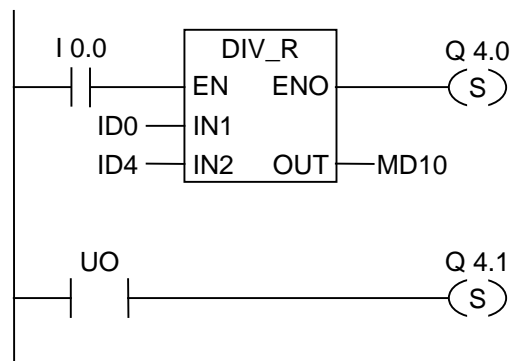 I 0.0 DIV_R Q 4.0
EN ENO S
ID0 IN1
ID4 IN2 OUT MD10
UO Q 4.1
S